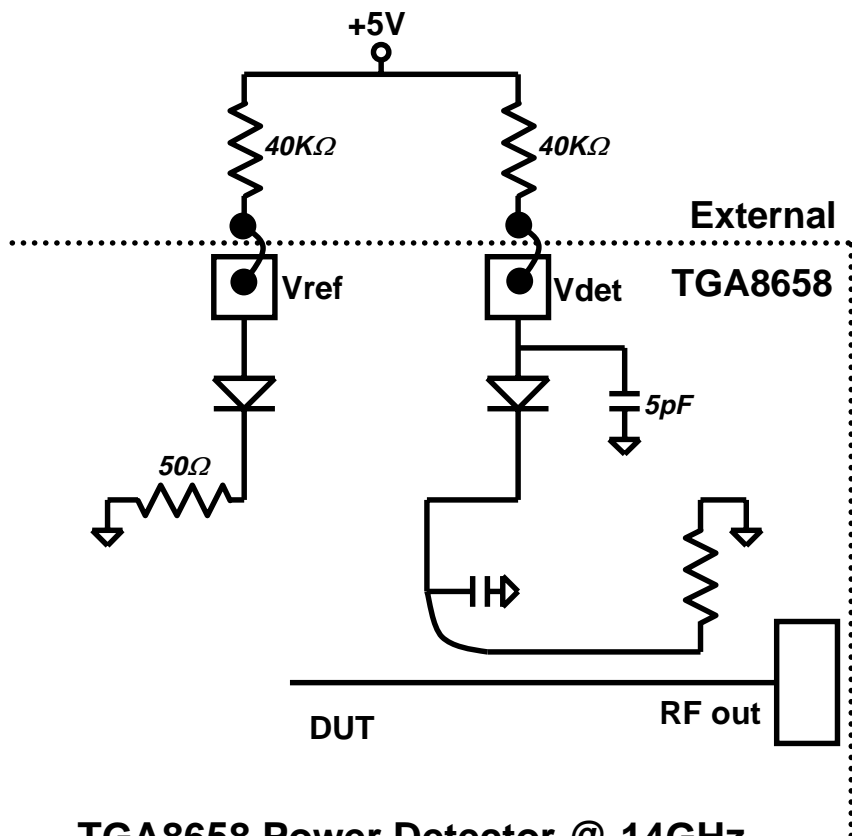 +5V
40KΩ
40KΩ
External
Vref
Vdet
TGA8658
5pF
50Ω
RF out
DUT
TGA8658 Power Detector @ 14GHz